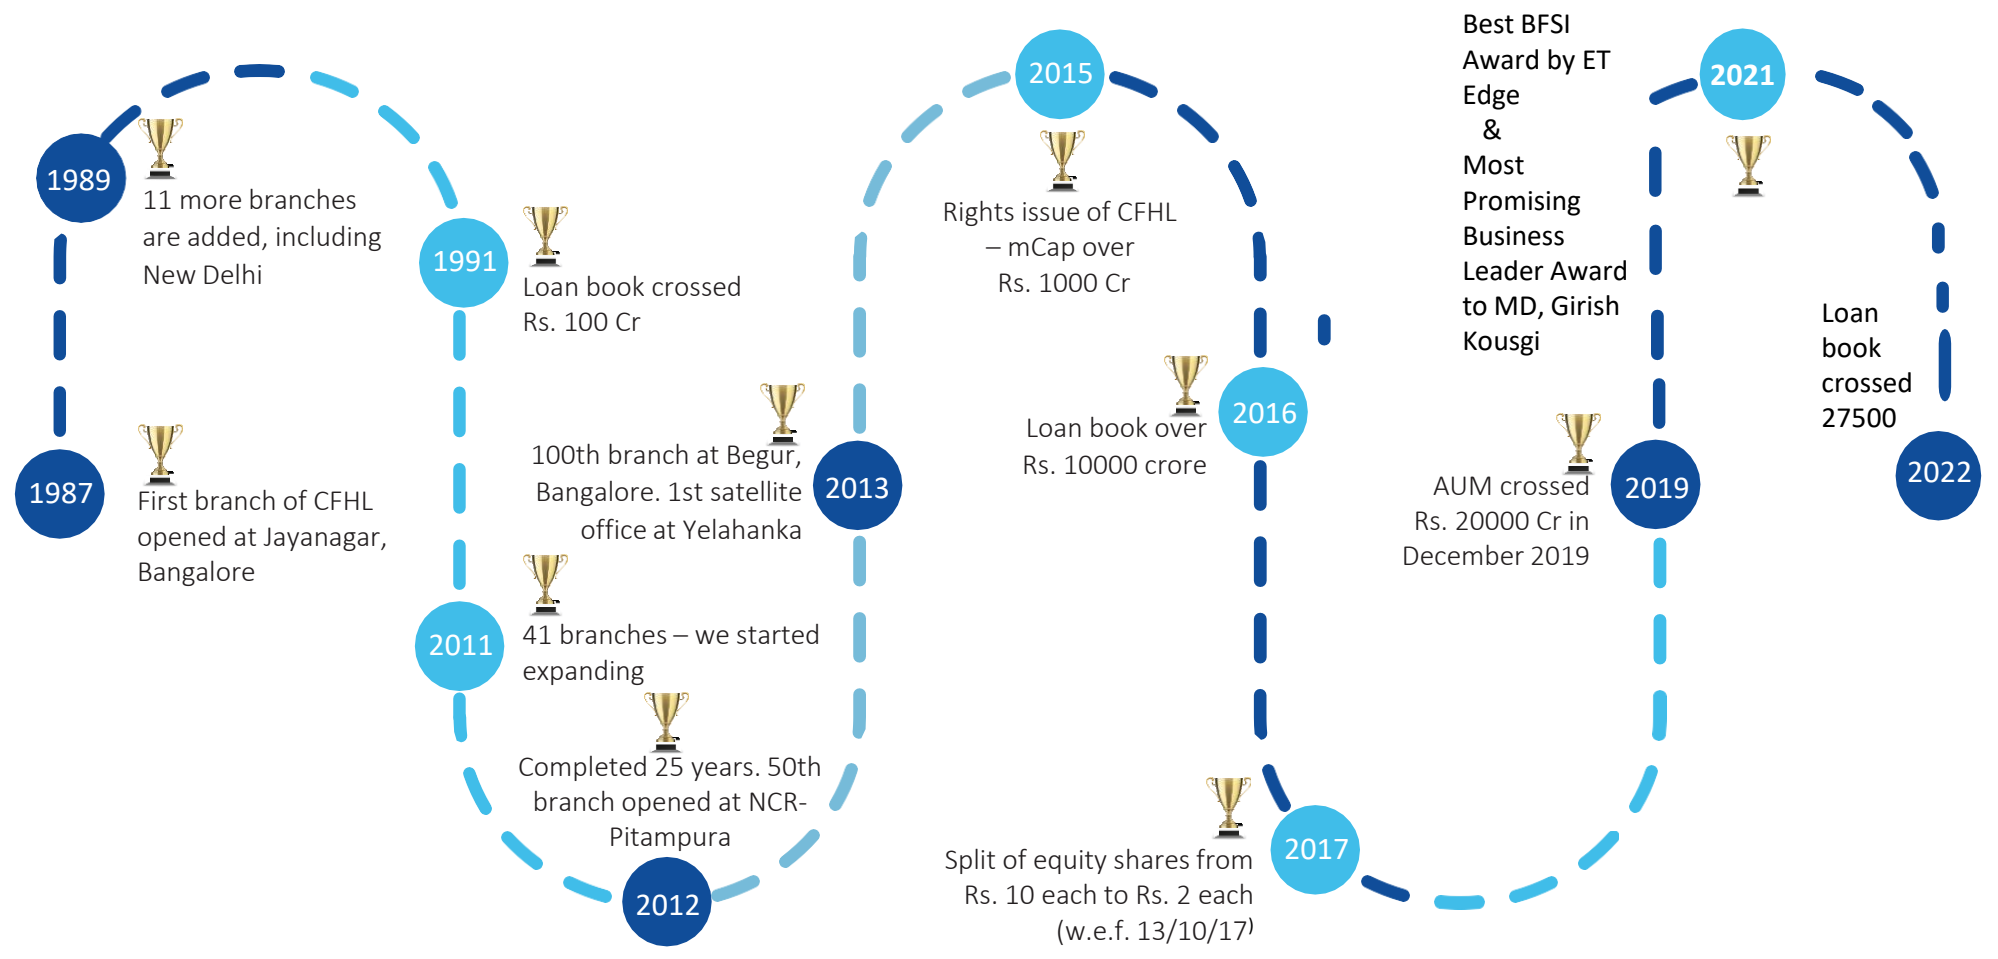 1987
First branch of CFHL
opened at Jayanagar,
Bangalore
1989
11 more branches
are added, including
New Delhi
1991
Loan book crossed
Rs. 100 Cr
2011
41 branches – we started
expanding
Completed 25 years. 50th
branch opened at NCR-
Pitampura
2012
100th branch at Begur,
Bangalore. 1st satellite
office at Yelahanka
2013
2015
Rights issue of CFHL
– mCap over
Rs. 1000 Cr
2016
Loan book over
Rs. 10000 crore
2017
Split of equity shares from
Rs. 10 each to Rs. 2 each
(w.e.f. 13/10/17)
2019
AUM crossed
Rs. 20000 Cr in
December 2019
Best BFSI
Award by ET
Edge
&
Most
Promising
Business
Leader Award
to MD, Girish
Kousgi
2021
Loan
book
crossed
27500
2022